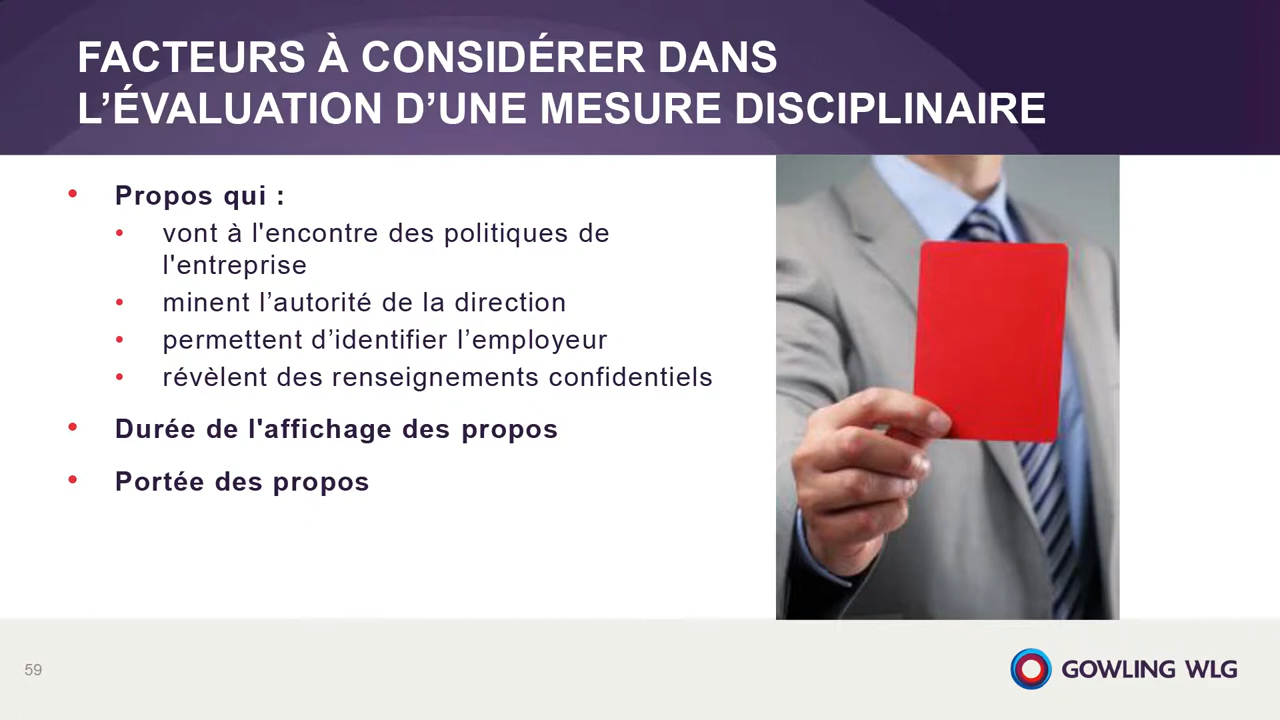 FACTEURS À CONSIDÉRER DANS
L’ÉVALUATION D’UNE MESURE DISCIPLINAIRE
• Propos qui :
• vont à l'encontre des politiques de
l'entreprise
• minent l’autorité de la direction
• permettent d’identifier l’employeur
• révèlent des renseignements confidentiels
• Durée de l'affichage des propos
• Portée des propos
59
GOWLING WLG